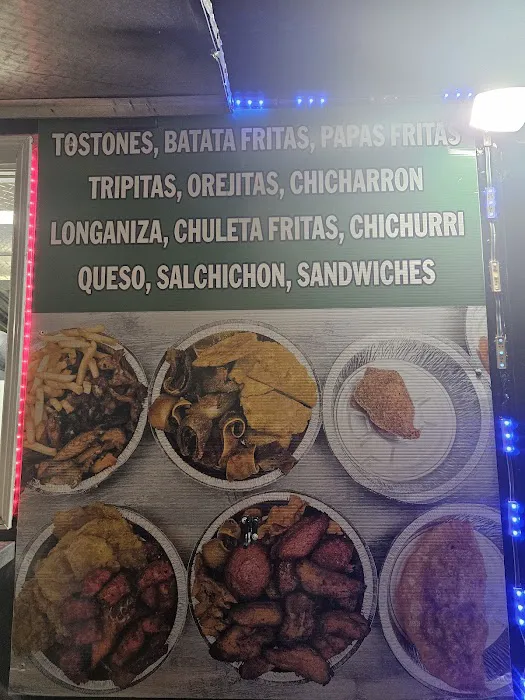 TOSTONES, BATATA FRITAS, PAPAS FRITAS
TRIPITAS, OREJITAS, CHICHARRON
LONGANIZA, CHULETA FRITAS, CHICHURRI
QUESO, SALCHICHON, SANDWICHES